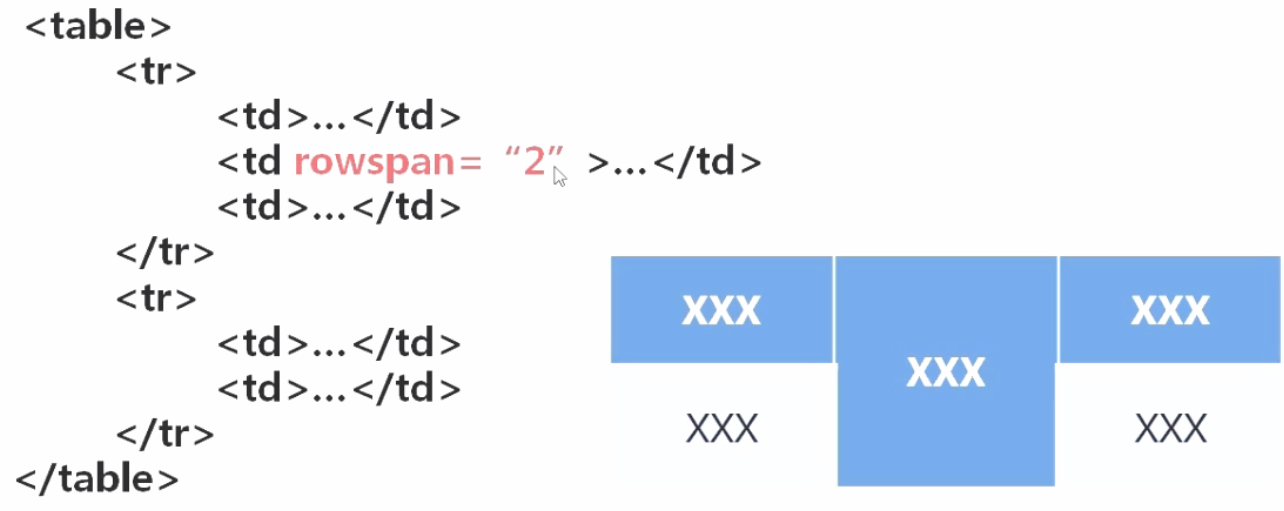 <table>
<tr>
<td>...</td>
<td rowspan= “2” >...</td>
<td>...</td>
</tr>
<tr>
<td>...</td>
<td>...</td>
</tr>
</table>
XXX XXX XXX
XXX XXX